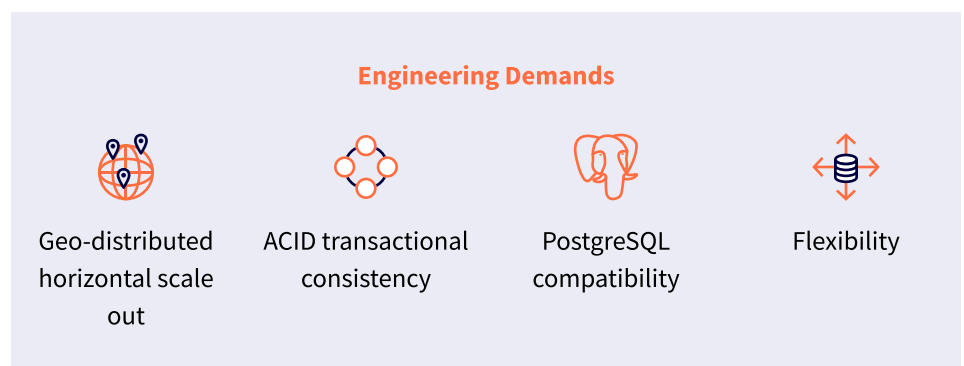 Engineering Demands
Geo-distributed
horizontal scale
out
ACID transactional
consistency
PostgreSQL
compatibility
Flexibility